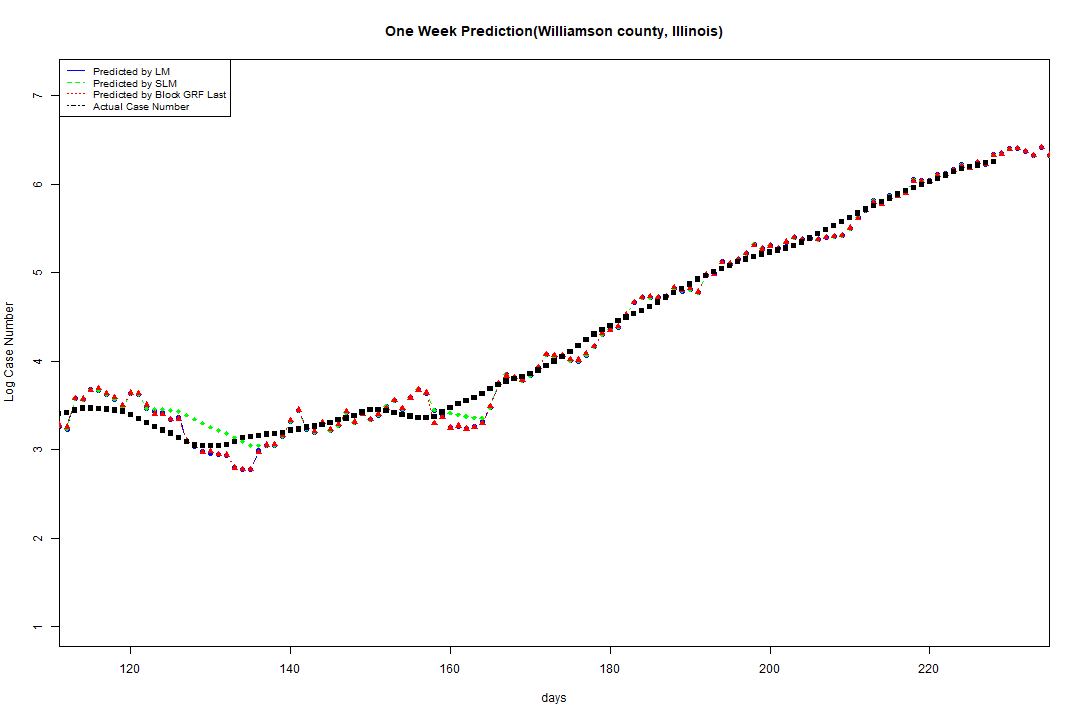 One Week Prediction(Williamson county, Illinois)
Predicted by LM
Predicted by SLM
Predicted by Block GRF Last
Actual Case Number
7
6
5
4
3
2
1
Log Case Number
120 140 160 180 200 220
days